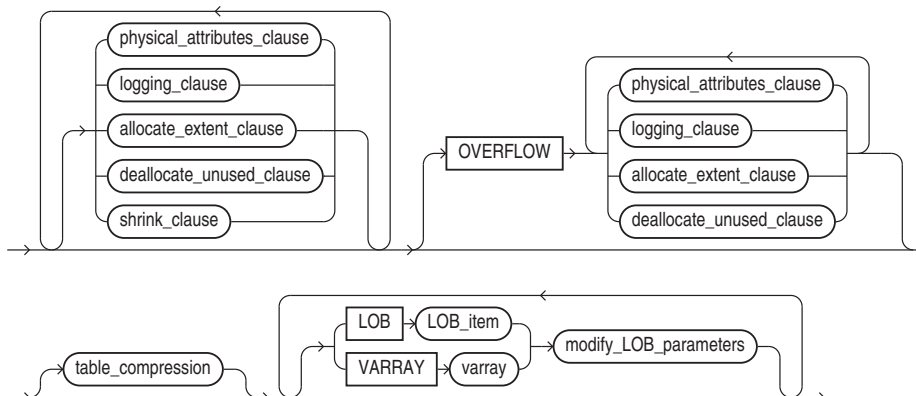 physical_attributes_clause
logging_clause
allocate_extent_clause
deallocate_unused_clause
shrink_clause
OVERFLOW
physical_attributes_clause
logging_clause
allocate_extent_clause
deallocate_unused_clause
table_compression
LOB LOB_item
VARRAY varray
modify_LOB_parameters